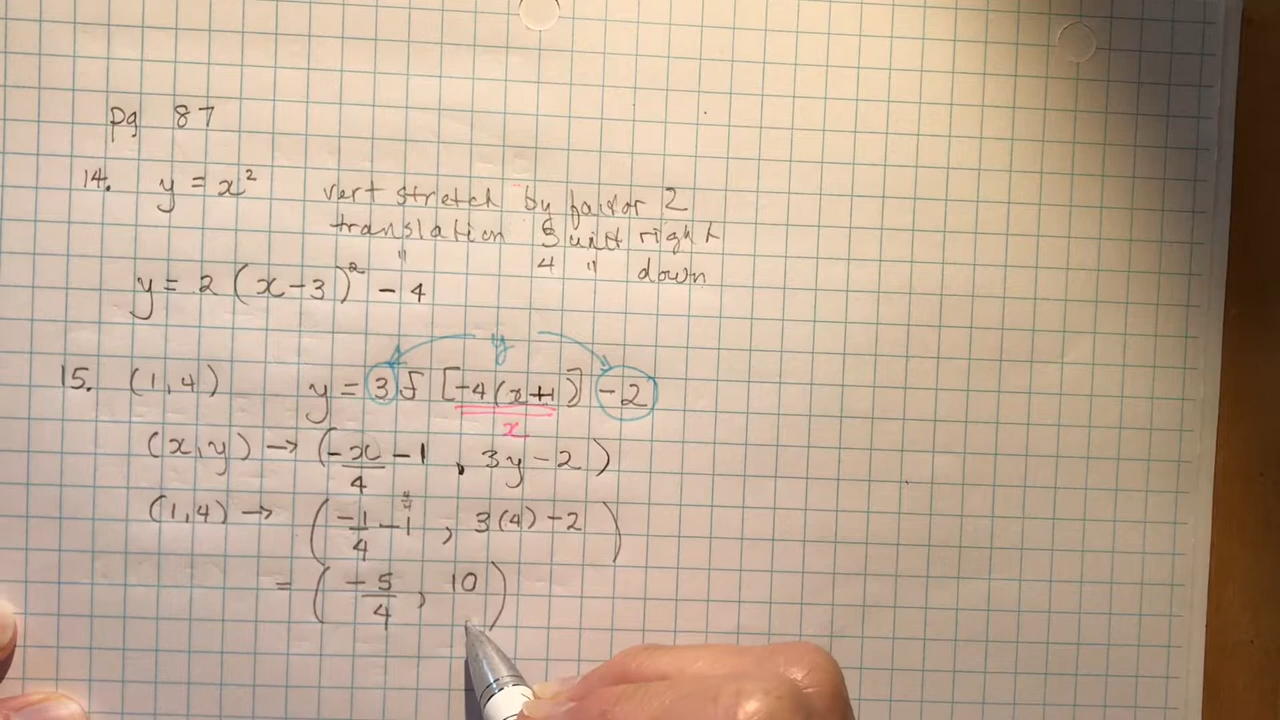 pg 87
14. y = x² vert stretch by factor 2
translation 3 unit right
" 4 " down
y = 2 (x-3)² - 4
y
15. (1,4) y = 3f [-4(x+1)] -2
x
(x,y) → (-x/4 -1 , 3y-2)
(1,4) → (-1/4 -1 , 3(4)-2)
= (-5/4 , 10)